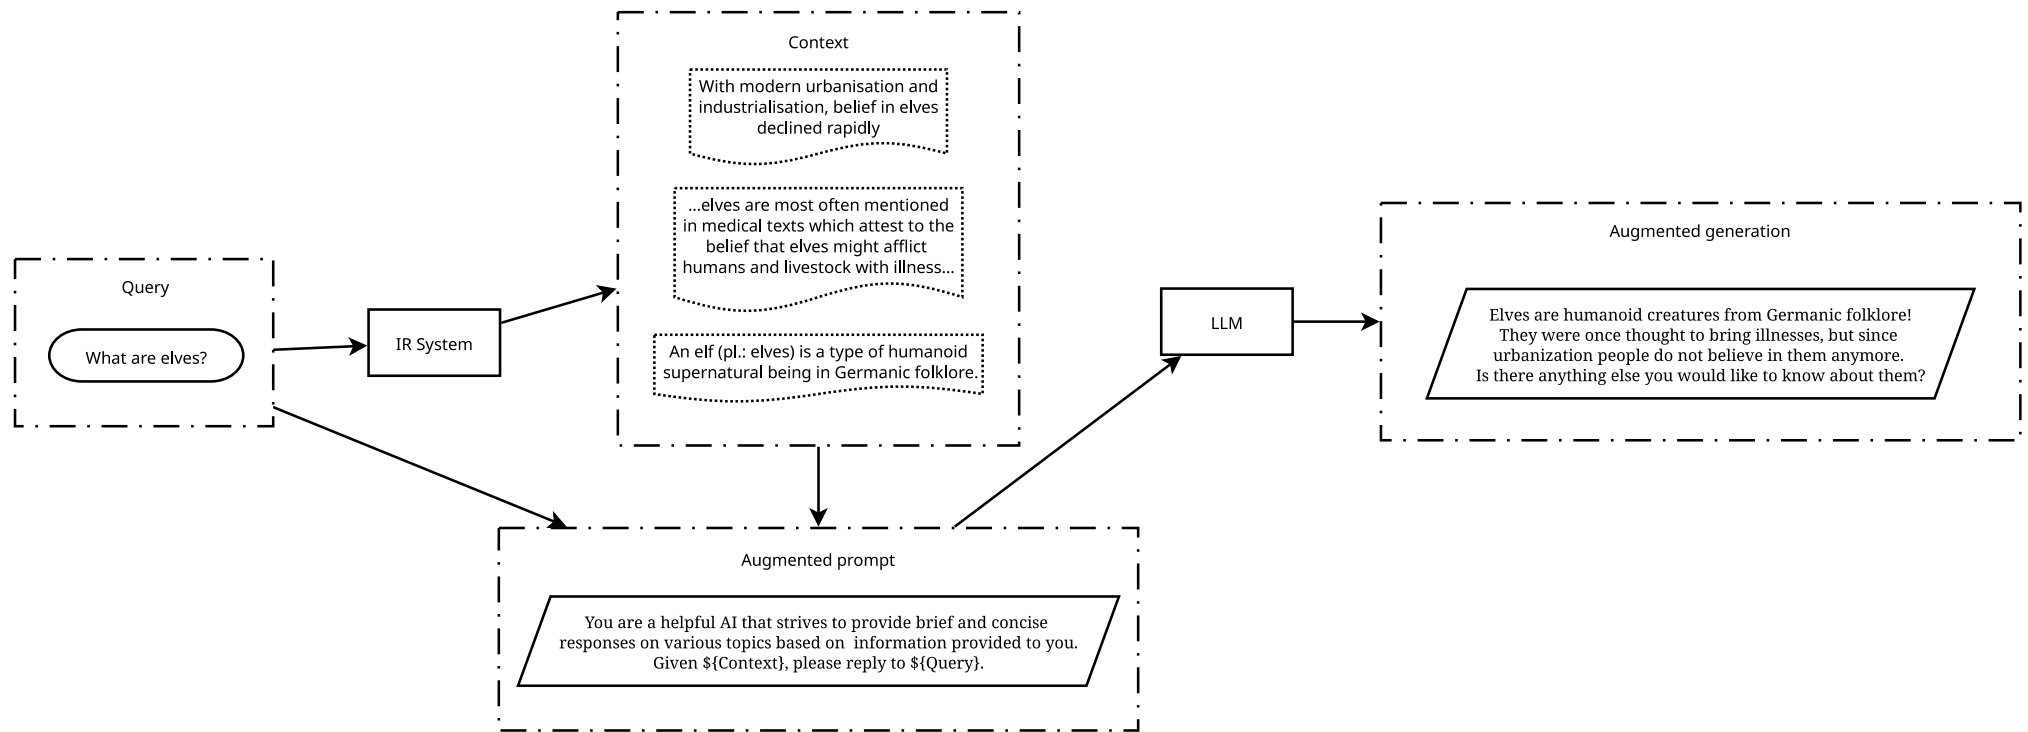 Query
What are elves?
IR System
Context
With modern urbanisation and
industrialisation, belief in elves
declined rapidly
...elves are most often mentioned
in medical texts which attest to the
belief that elves might afflict
humans and livestock with illness...
An elf (pl.: elves) is a type of humanoid
supernatural being in Germanic folklore.
Augmented prompt
You are a helpful AI that strives to provide brief and concise
responses on various topics based on  information provided to you.
Given ${Context}, please reply to ${Query}.
LLM
Augmented generation
Elves are humanoid creatures from Germanic folklore!
They were once thought to bring illnesses, but since
urbanization people do not believe in them anymore.
Is there anything else you would like to know about them?